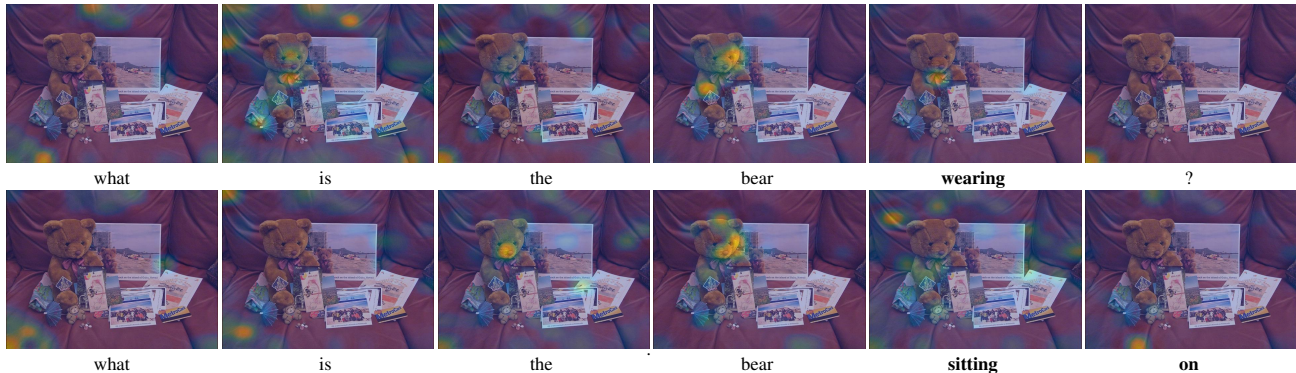 what is the bear wearing ?
what is the bear sitting on